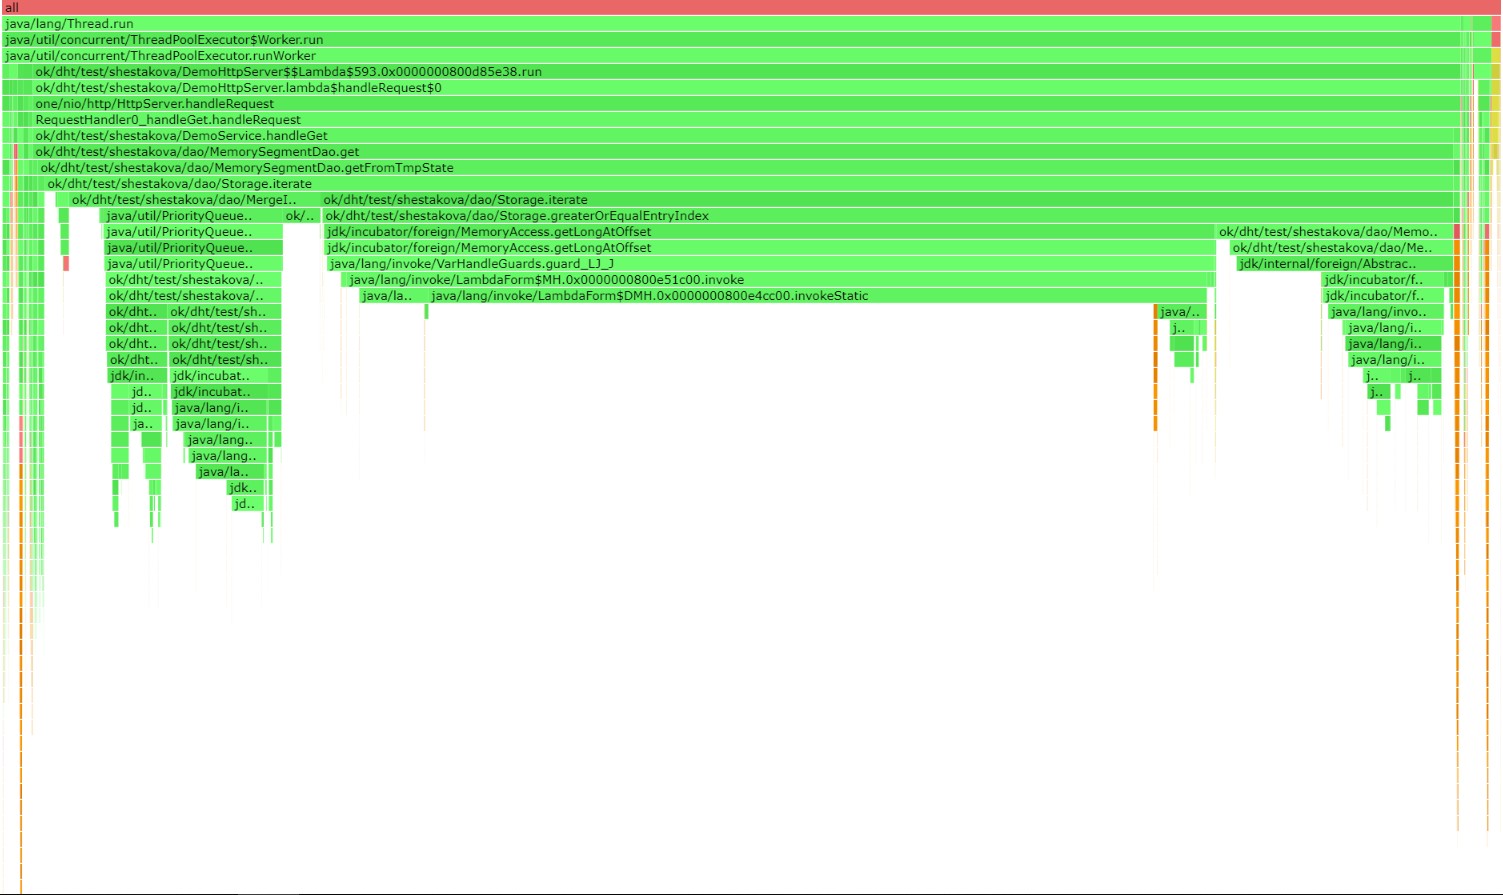 all
java/lang/Thread.run
java/util/concurrent/ThreadPoolExecutor$Worker.run
java/util/concurrent/ThreadPoolExecutor.runWorker
ok/dht/test/shestakova/DemoHttpServer$$Lambda$593.0x0000000800d85e38.run
ok/dht/test/shestakova/DemoHttpServer.lambda$handleRequest$0
one/nio/http/HttpServer.handleRequest
RequestHandler0_handleGet.handleRequest
ok/dht/test/shestakova/DemoService.handleGet
ok/dht/test/shestakova/dao/MemorySegmentDao.get
ok/dht/test/shestakova/dao/MemorySegmentDao.getFromTmpState
ok/dht/test/shestakova/dao/Storage.iterate
ok/dht/test/shestakova/dao/MergeI.. ok/dht/test/shestakova/dao/Storage.iterate
java/util/PriorityQueue.. ok/.. ok/dht/test/shestakova/dao/Storage.greaterOrEqualEntryIndex
java/util/PriorityQueue.. jdk/incubator/foreign/MemoryAccess.getLongAtOffset ok/dht/test/shestakova/dao/Memo..
java/util/PriorityQueue.. jdk/incubator/foreign/MemoryAccess.getLongAtOffset ok/dht/test/shestakova/dao/Me..
java/util/PriorityQueue.. java/lang/invoke/VarHandleGuards.guard_LJ_J jdk/internal/foreign/Abstrac..
ok/dht/test/shestakova/.. java/lang/invoke/LambdaForm$MH.0x0000000800e51c00.invoke jdk/incubator/f..
ok/dht/test/shestakova/.. java/la.. java/lang/invoke/LambdaForm$DMH.0x0000000800e4cc00.invokeStatic jdk/incubator/f..
ok/dht.. ok/dht/test/sh.. java/.. java/lang/invo..
ok/dht.. ok/dht/test/sh.. j.. java/lang/i..
ok/dht.. ok/dht/test/sh.. java/lang/i..
ok/dht.. ok/dht/test/sh.. java/lang/i..
jdk/in.. jdk/incubat.. j.. j..
jd.. jdk/incubat.. j..
jd.. java/lang/i..
ja.. java/lang/i..
java/lang..
java/lang..
java/la..
jdk..
jd..